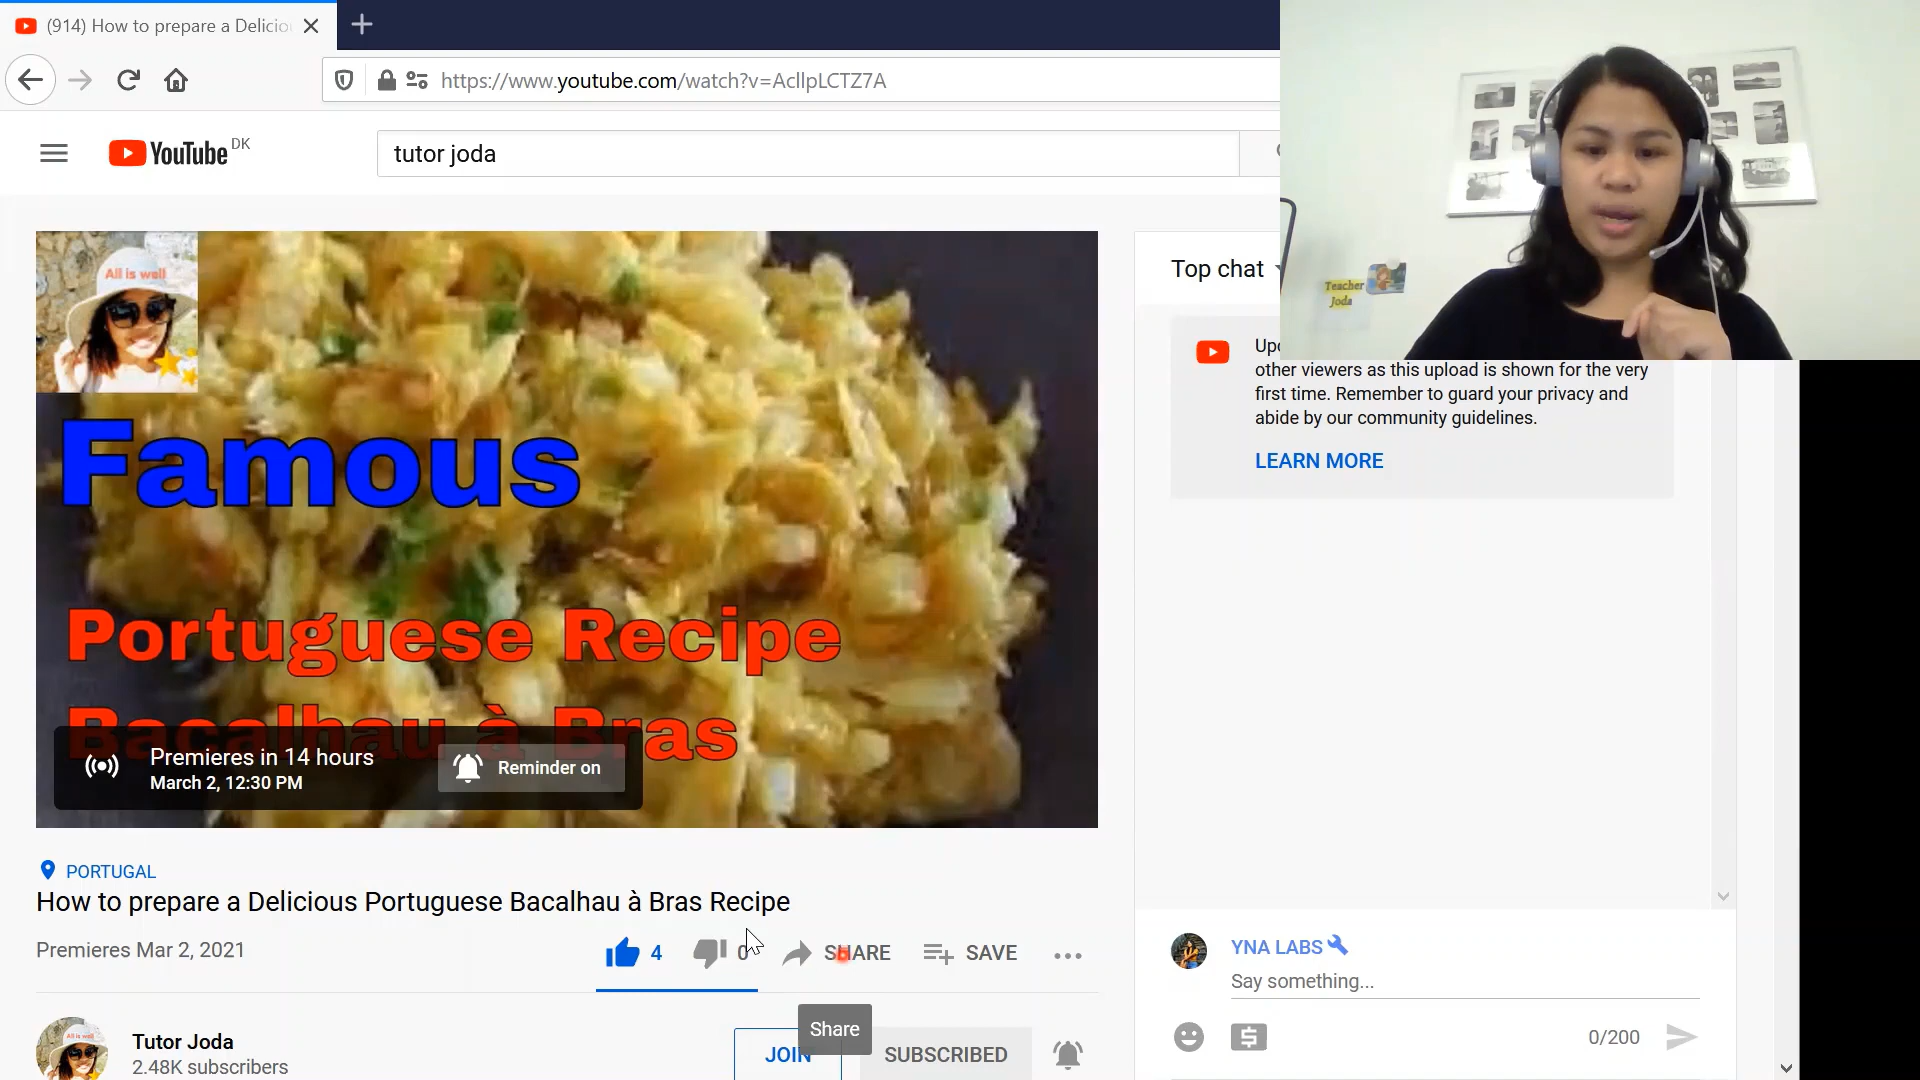 (914) How to prepare a Delicio
https://www.youtube.com/watch?v=AcllpLCTZ7A
YouTube DK
tutor joda
All is well
Famous
Portuguese Recipe
Bacalhau à Bras
Premieres in 14 hours
March 2, 12:30 PM
Reminder on
PORTUGAL
How to prepare a Delicious Portuguese Bacalhau à Bras Recipe
Premieres Mar 2, 2021
4
0
SHARE
SAVE
Share
Tutor Joda
2.48K subscribers
JOIN
SUBSCRIBED
Top chat
other viewers as this upload is shown for the very
first time. Remember to guard your privacy and
abide by our community guidelines.
LEARN MORE
YNA LABS
Say something...
0/200
Teacher
Joda